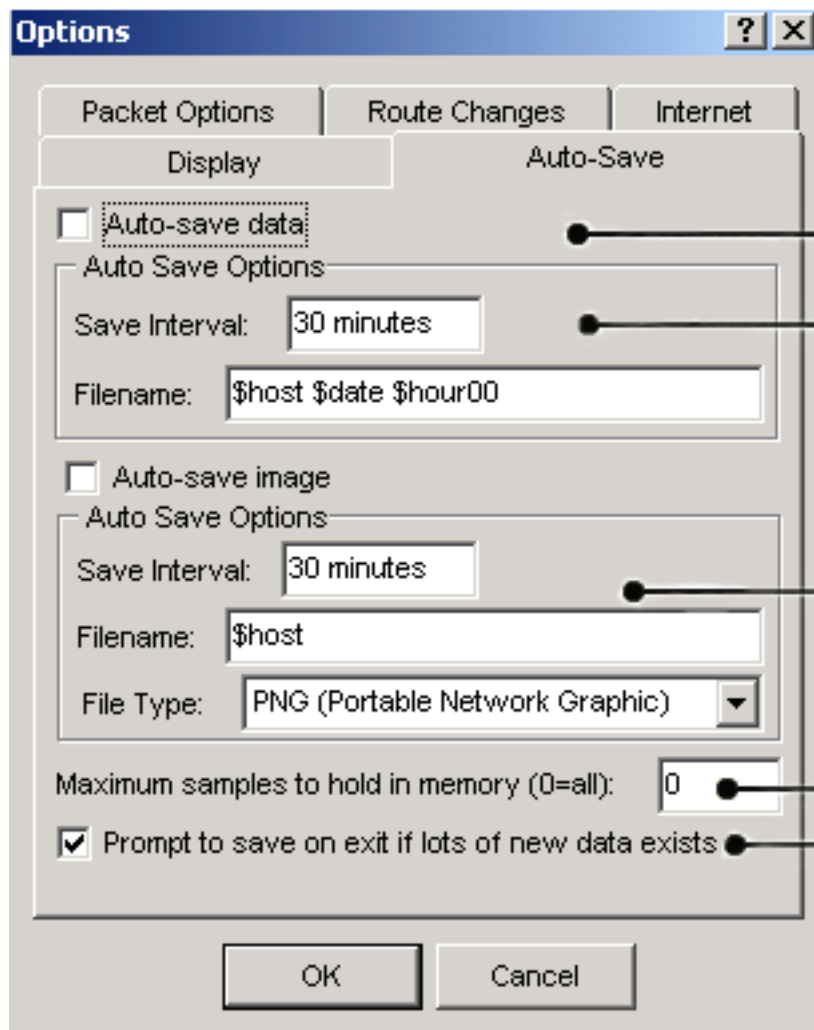 Options
Packet Options Route Changes Internet
Display Auto-Save
Auto-save data
Auto Save Options
Save Interval: 30 minutes
Filename: $host $date $hour00
Auto-save image
Auto Save Options
Save Interval: 30 minutes
Filename: $host
File Type: PNG (Portable Network Graphic)
Maximum samples to hold in memory (0=all): 0
Prompt to save on exit if lots of new data exists
OK Cancel